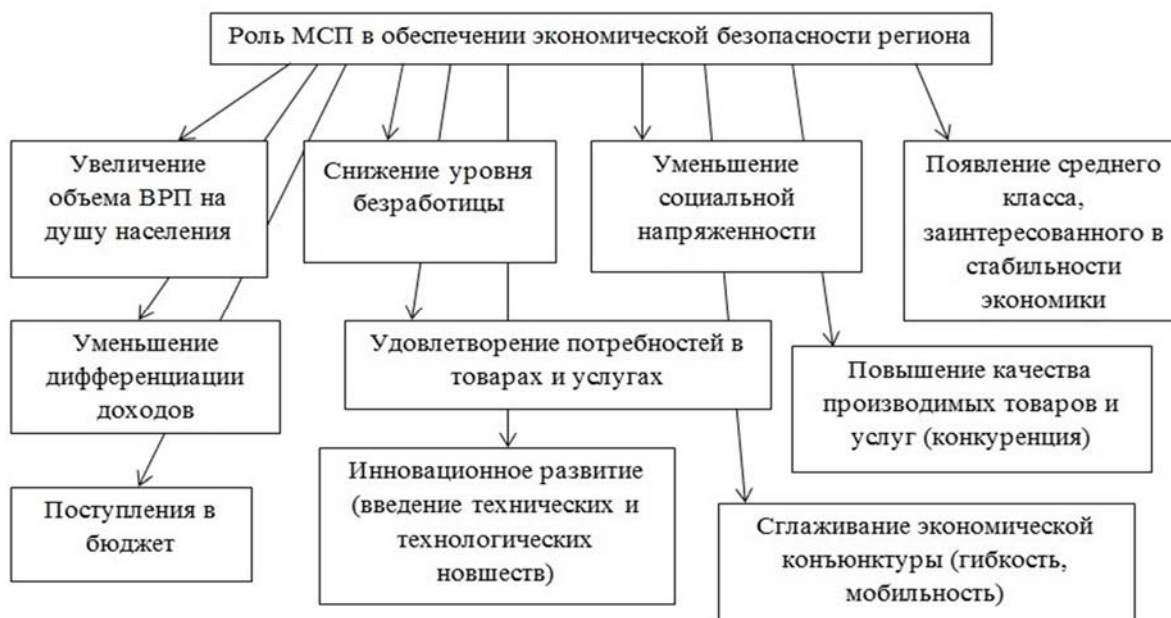 Роль МСП в обеспечении экономической безопасности региона
Увеличение
объема ВРП на
душу населения
Снижение уровня
безработицы
Уменьшение
социальной
напряженности
Появление среднего
класса,
заинтересованного в
стабильности
экономики
Уменьшение
дифференциации
доходов
Удовлетворение потребностей в
товарах и услугах
Повышение качества
производимых товаров и
услуг (конкуренция)
Поступления в
бюджет
Инновационное развитие
(введение технических и
технологических
новшеств)
Сглаживание экономической
конъюнктуры (гибкость,
мобильность)